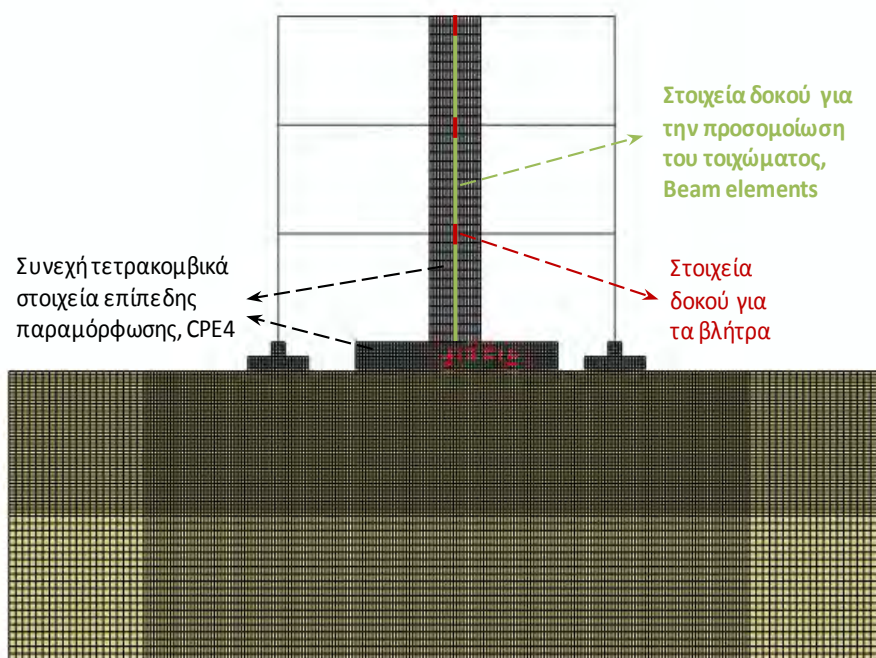 Στοιχεία δοκού για
την προσομοίωση
του τοιχώματος,
Beam elements
Συνεχή τετρακομβικά
στοιχεία επίπεδης
παραμόρφωσης, CPE4
Στοιχεία
δοκού για
τα βλήτρα